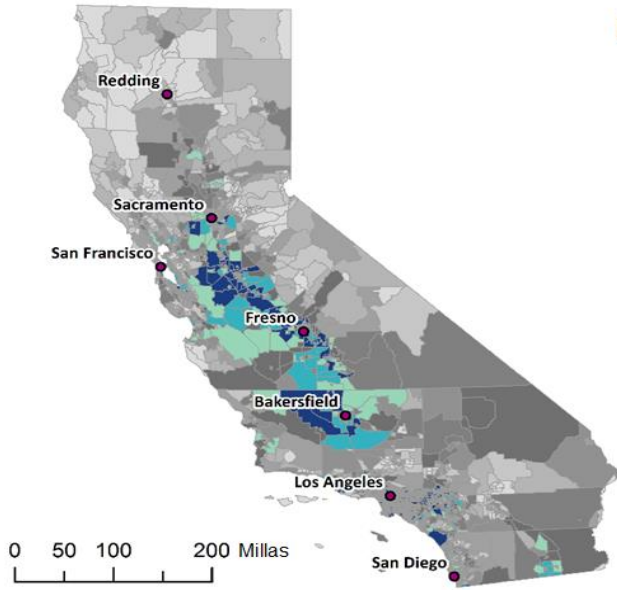 Redding
Sacramento
San Francisco
Fresno
Bakersfield
Los Angeles
San Diego
0 50 100 200 Millas